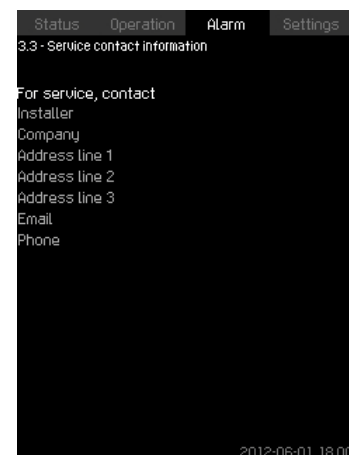 Status Operation Alarm Settings
3.3 - Service contact information
For service, contact
Installer
Company
Address line 1
Address line 2
Address line 3
Email
Phone
2012-06-01 18.00